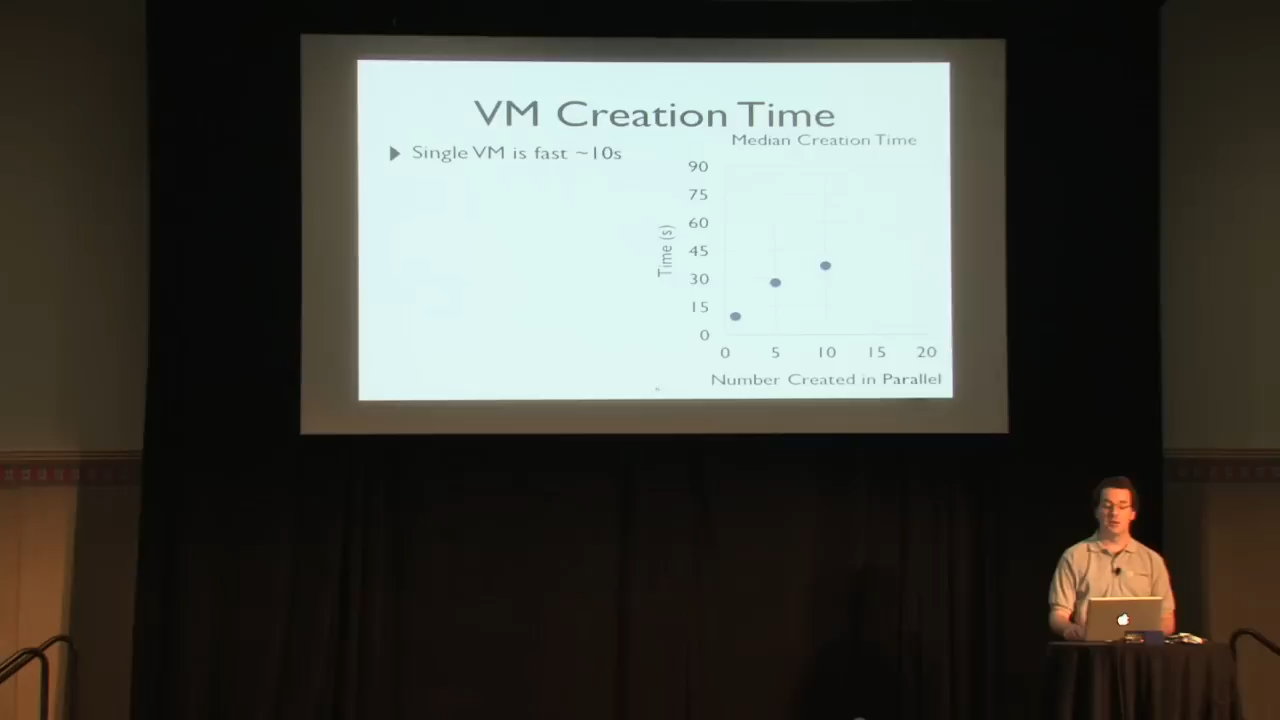 VM Creation Time
▶ Single VM is fast ~10s
Median Creation Time
90
75
60
45
30
15
0
Time (s)
0 5 10 15 20
Number Created in Parallel